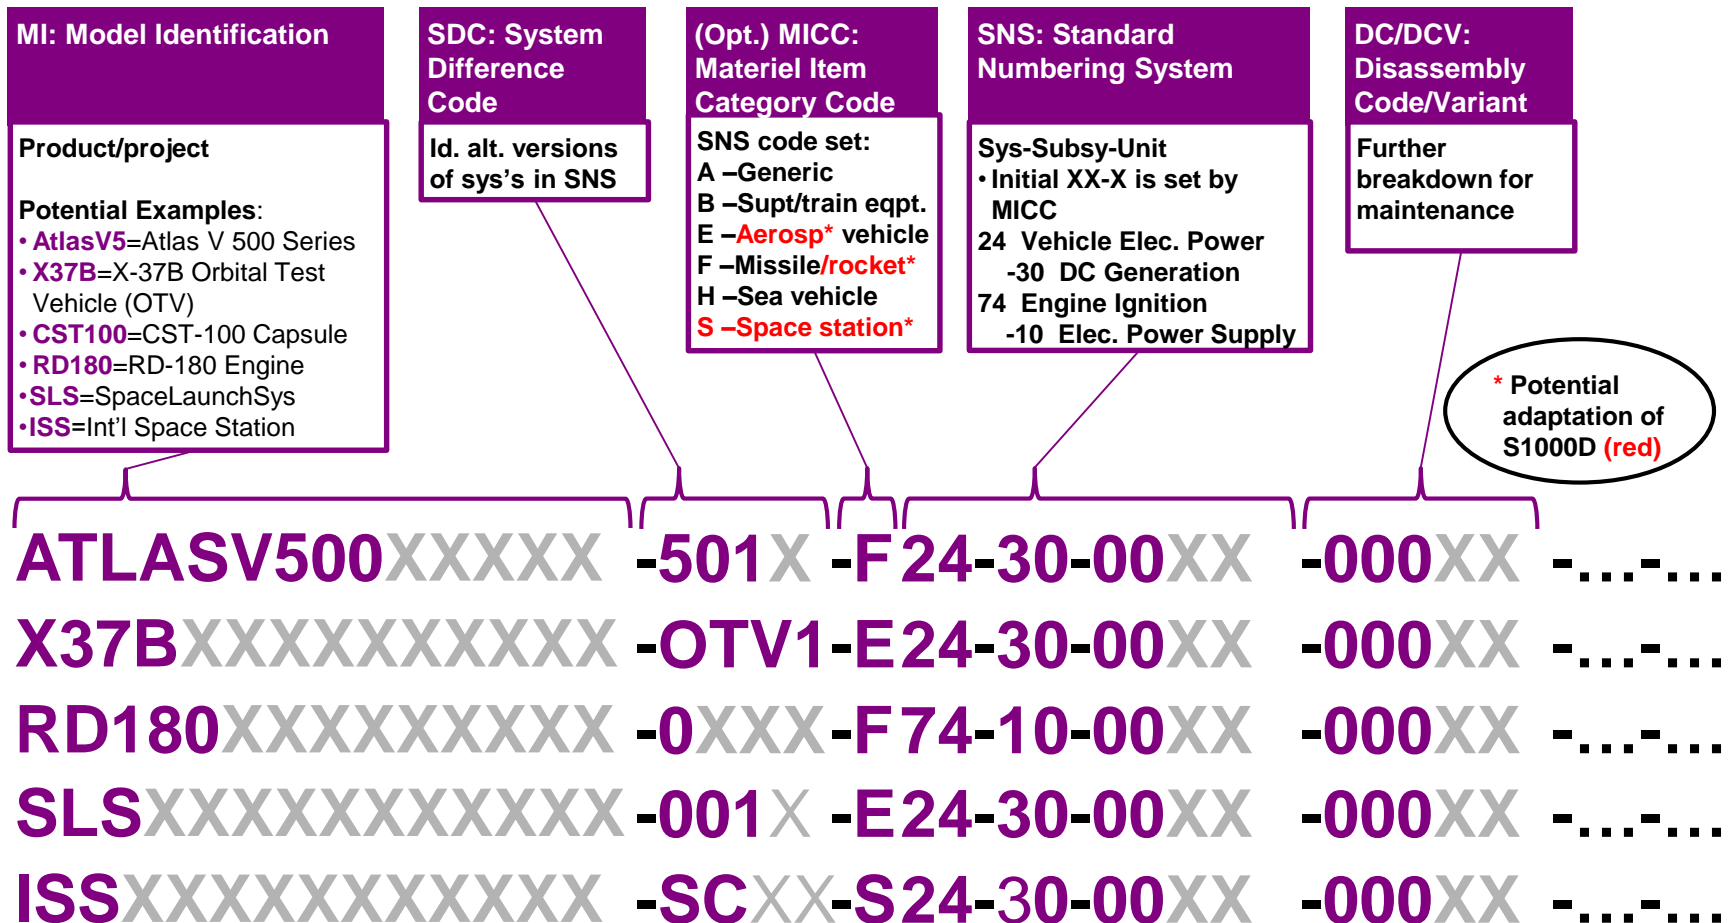 MI: Model Identification
Product/project
Potential Examples:
• AtlasV5=Atlas V 500 Series
• X37B=X-37B Orbital Test
Vehicle (OTV)
• CST100=CST-100 Capsule
• RD180=RD-180 Engine
•SLS=SpaceLaunchSys
•ISS=Int'l Space Station
SDC: System
Difference
Code
Id. alt. versions
of sys's in SNS
(Opt.) MICC:
Materiel Item
Category Code
SNS code set:
A –Generic
B –Supt/train eqpt.
E –Aerosp* vehicle
F –Missile/rocket*
H –Sea vehicle
S –Space station*
SNS: Standard
Numbering System
Sys-Subsy-Unit
• Initial XX-X is set by
MICC
24 Vehicle Elec. Power
-30 DC Generation
74 Engine Ignition
-10 Elec. Power Supply
DC/DCV:
Disassembly
Code/Variant
Further
breakdown for
maintenance
* Potential
adaptation of
S1000D (red)
ATLASV500XXXXX -501X -F24-30-00XX -000XX -...-...
X37BXXXXXXXXXX -OTV1-E24-30-00XX -000XX -...-...
RD180XXXXXXXXX -0XXX-F74-10-00XX -000XX -...-...
SLSXXXXXXXXXXX -001X -E24-30-00XX -000XX -...-...
ISSXXXXXXXXXXX -SCXX-S24-30-00XX -000XX -...-...